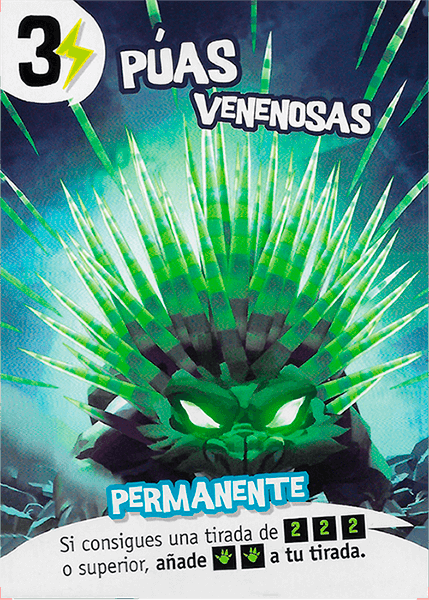 3
PÚAS
VENENOSAS
PERMANENTE
Si consigues una tirada de 2 2 2
o superior, añade a tu tirada.